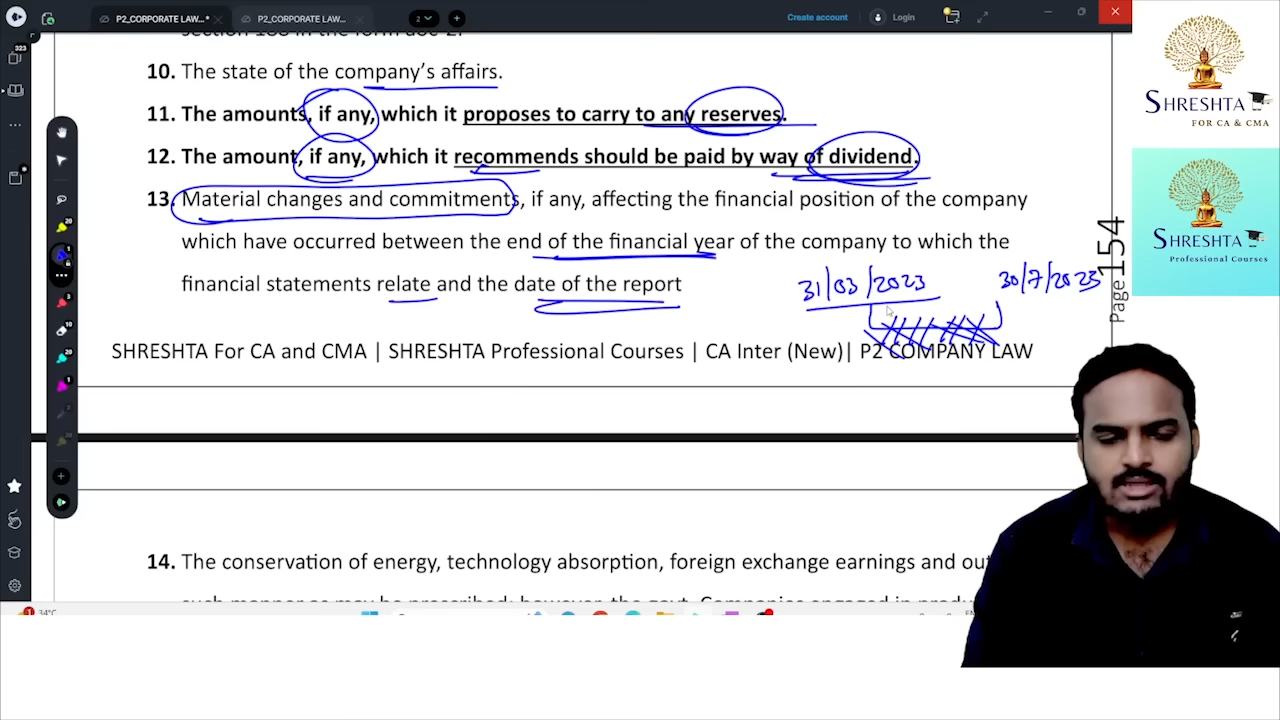 P2_CORPORATE LAW... *
P2_CORPORATE LAW...
2
Create account
Login
323
10. The state of the company's affairs.
11. The amounts, if any, which it proposes to carry to any reserves.
12. The amount, if any, which it recommends should be paid by way of dividend.
13. Material changes and commitments, if any, affecting the financial position of the company
which have occurred between the end of the financial year of the company to which the
financial statements relate and the date of the report
31/03/2023
30/7/2023
Page 154
SHRESHTA For CA and CMA | SHRESHTA Professional Courses | CA Inter (New)| P2 COMPANY LAW
14. The conservation of energy, technology absorption, foreign exchange earnings and
34°C
SHRESHTA
FOR CA & CMA
SHRESHTA
Professional Courses